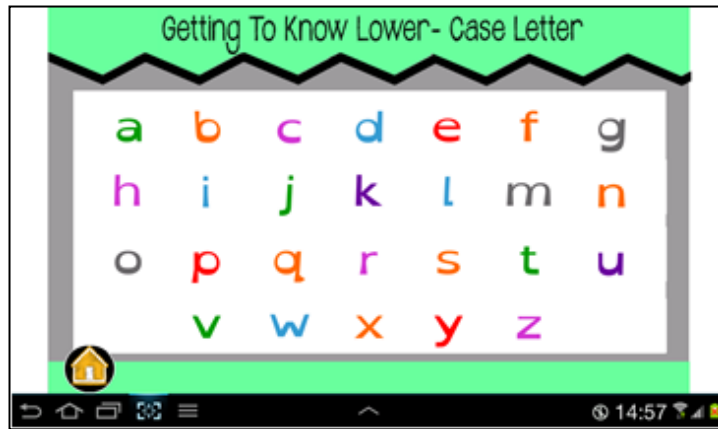 Getting To Know Lower- Case Letter
a b c d e f g
h i j k l m n
o p q r s t u
v w x y z
14:57